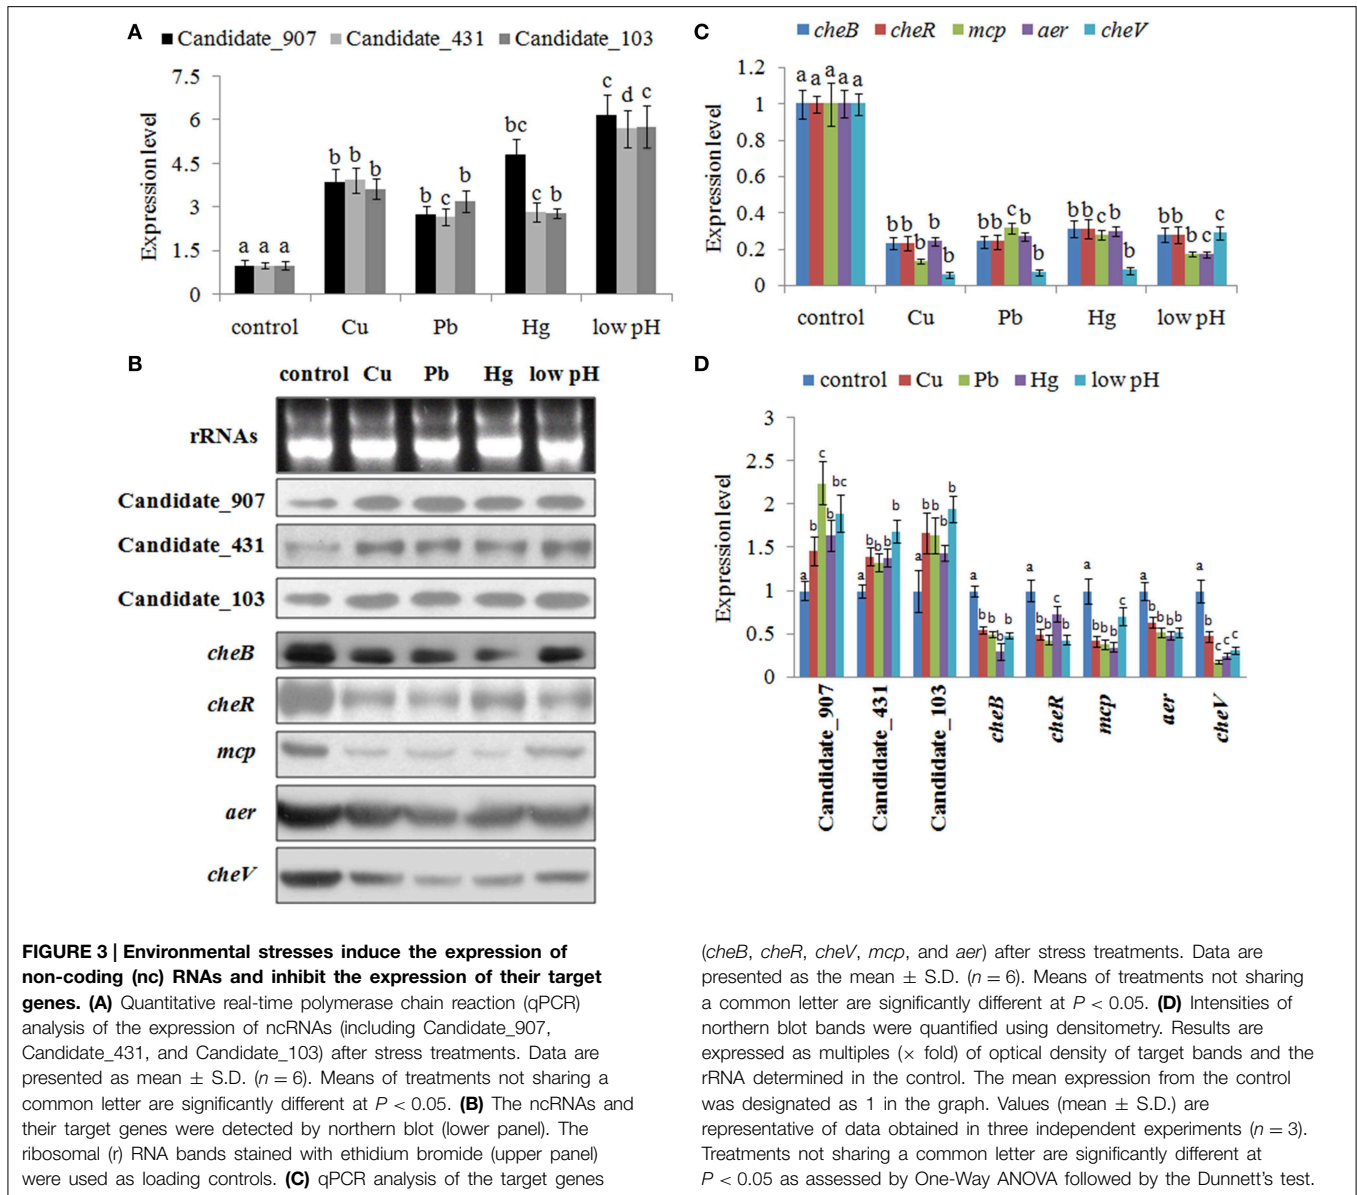 A
■ Candidate_907 ■ Candidate_431 ■ Candidate_103
Expression level
7.5
6
4.5
3
1.5
0
a a a
b b b
b c b
bc c b
c d c
control Cu Pb Hg low pH
B
control Cu Pb Hg low pH
rRNAs
Candidate_907
Candidate_431
Candidate_103
cheB
cheR
mcp
aer
cheV
C
■ cheB ■ cheR ■ mcp ■ aer ■ cheV
Expression level
1.2
1
0.8
0.6
0.4
0.2
0
a a a a a
b b b b b
b b c b b
b b c b b
b b b c c
control Cu Pb Hg low pH
D
■ control ■ Cu ■ Pb ■ Hg ■ low pH
Expression level
3
2.5
2
1.5
1
0.5
0
a b c b bc
a b b b b
a b b b b
a b b b b
a b b c b
a b b b c
a b b b b
a b c c c
Candidate_907
Candidate_431
Candidate_103
cheB
cheR
mcp
aer
cheV
FIGURE 3 | Environmental stresses induce the expression of
non-coding (nc) RNAs and inhibit the expression of their target
genes. (A) Quantitative real-time polymerase chain reaction (qPCR)
analysis of the expression of ncRNAs (including Candidate_907,
Candidate_431, and Candidate_103) after stress treatments. Data are
presented as mean ± S.D. (n = 6). Means of treatments not sharing a
common letter are significantly different at P < 0.05. (B) The ncRNAs and
their target genes were detected by northern blot (lower panel). The
ribosomal (r) RNA bands stained with ethidium bromide (upper panel)
were used as loading controls. (C) qPCR analysis of the target genes
(cheB, cheR, cheV, mcp, and aer) after stress treatments. Data are
presented as the mean ± S.D. (n = 6). Means of treatments not sharing
a common letter are significantly different at P < 0.05. (D) Intensities of
northern blot bands were quantified using densitometry. Results are
expressed as multiples (× fold) of optical density of target bands and the
rRNA determined in the control. The mean expression from the control
was designated as 1 in the graph. Values (mean ± S.D.) are
representative of data obtained in three independent experiments (n = 3).
Treatments not sharing a common letter are significantly different at
P < 0.05 as assessed by One-Way ANOVA followed by the Dunnett's test.